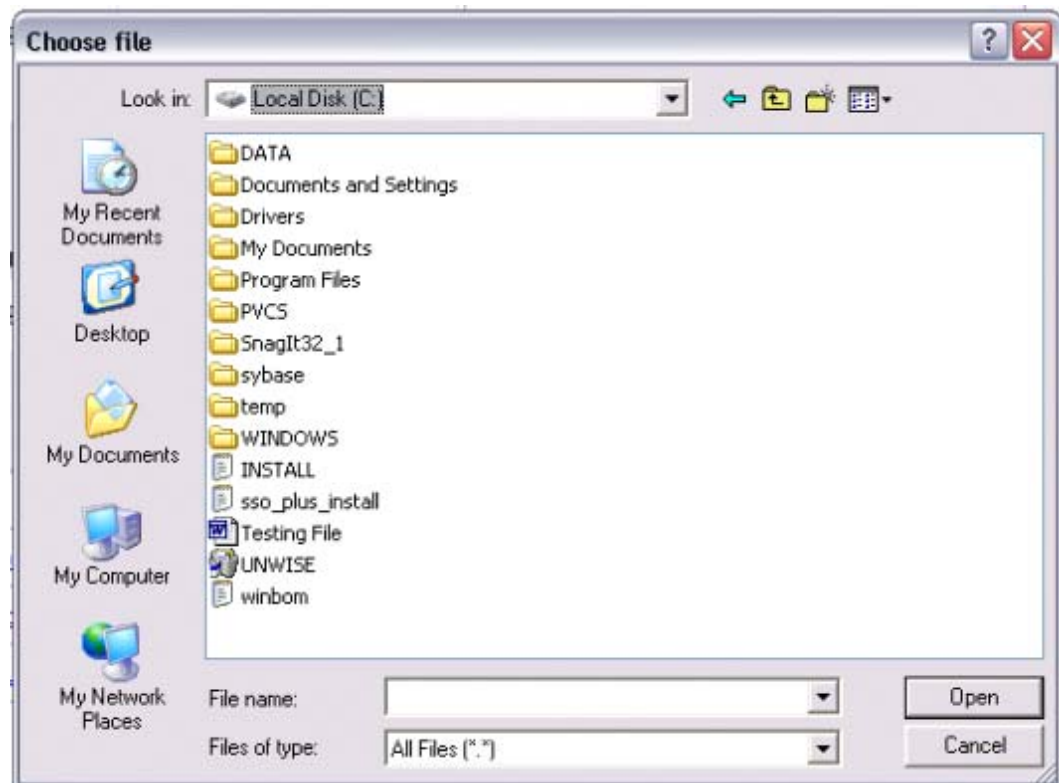 Choose file
Look in:
Local Disk (C:)
My Recent
Documents
Desktop
My Documents
My Computer
My Network
Places
DATA
Documents and Settings
Drivers
My Documents
Program Files
PVCS
SnagIt32_1
sybase
temp
WINDOWS
INSTALL
sso_plus_install
Testing File
UNWISE
winbom
File name:
Open
Files of type:
All Files (*.*)
Cancel